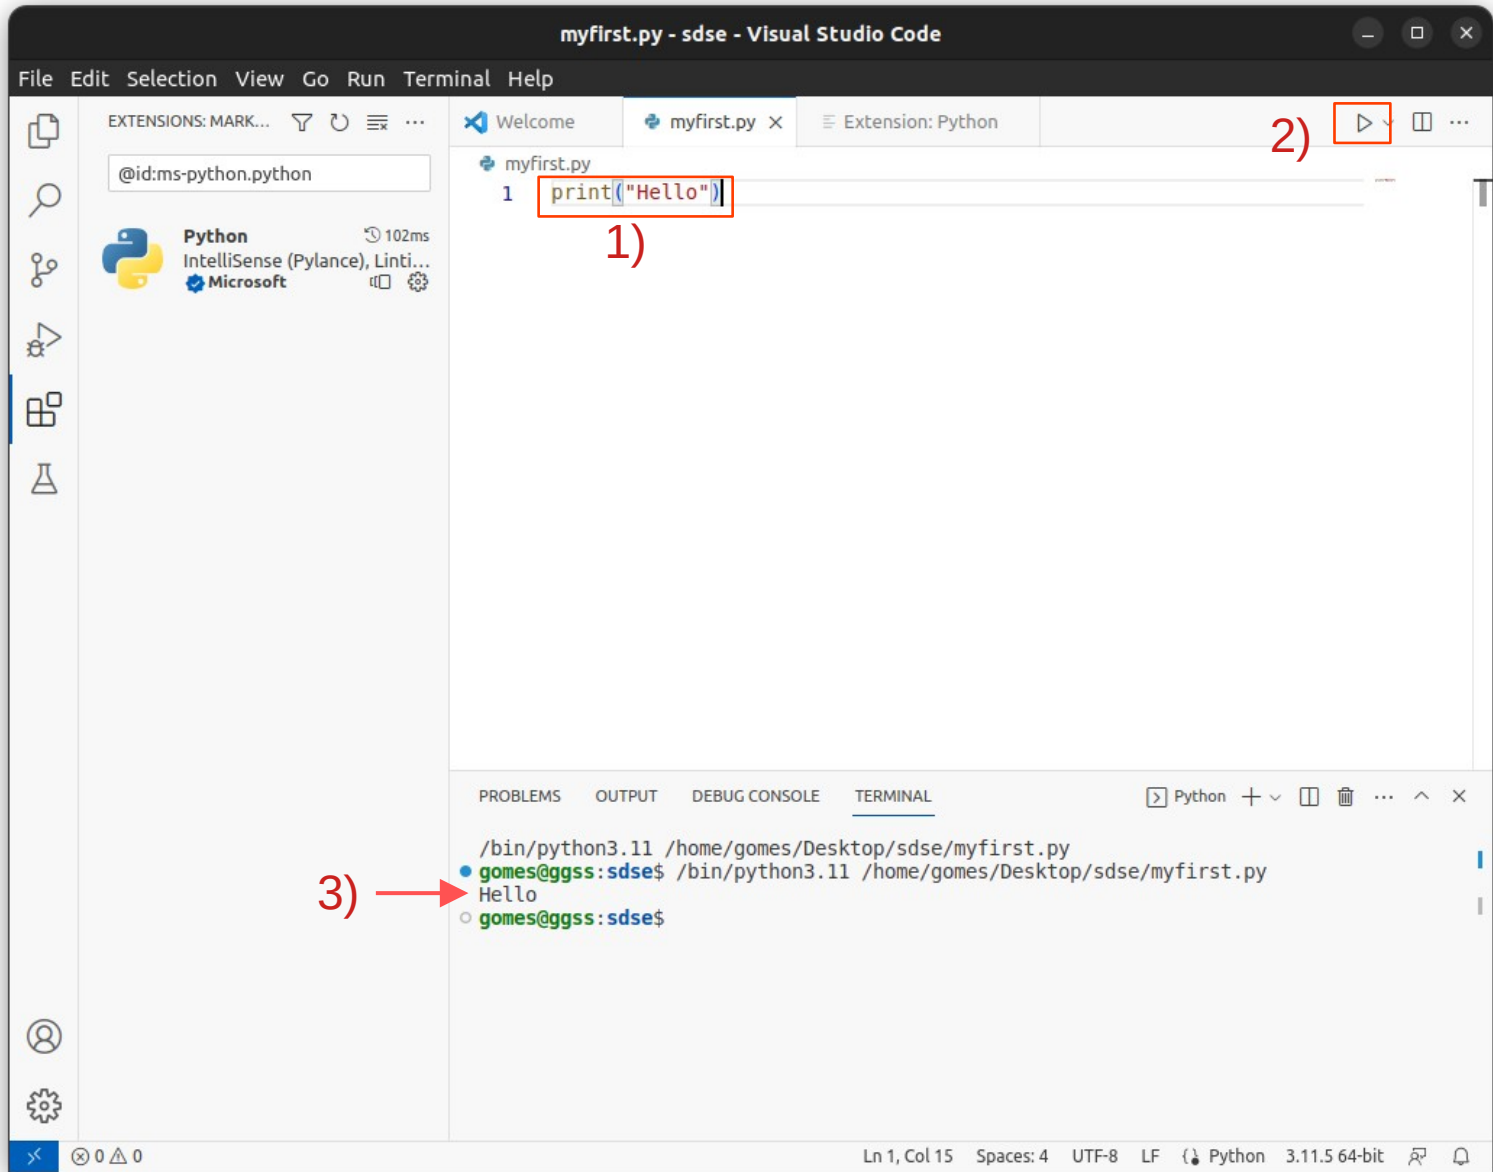 myfirst.py - sdse - Visual Studio Code
File Edit Selection View Go Run Terminal Help
EXTENSIONS: MARK...
@id:ms-python.python
Python 102ms
IntelliSense (Pylance), Linti...
Microsoft
Welcome myfirst.py Extension: Python
2)
myfirst.py
1 print("Hello")
1)
PROBLEMS OUTPUT DEBUG CONSOLE TERMINAL Python
/bin/python3.11 /home/gomes/Desktop/sdse/myfirst.py
gomes@ggss:sdse$ /bin/python3.11 /home/gomes/Desktop/sdse/myfirst.py
3) Hello
gomes@ggss:sdse$
0 0 Ln 1, Col 15 Spaces: 4 UTF-8 LF Python 3.11.5 64-bit